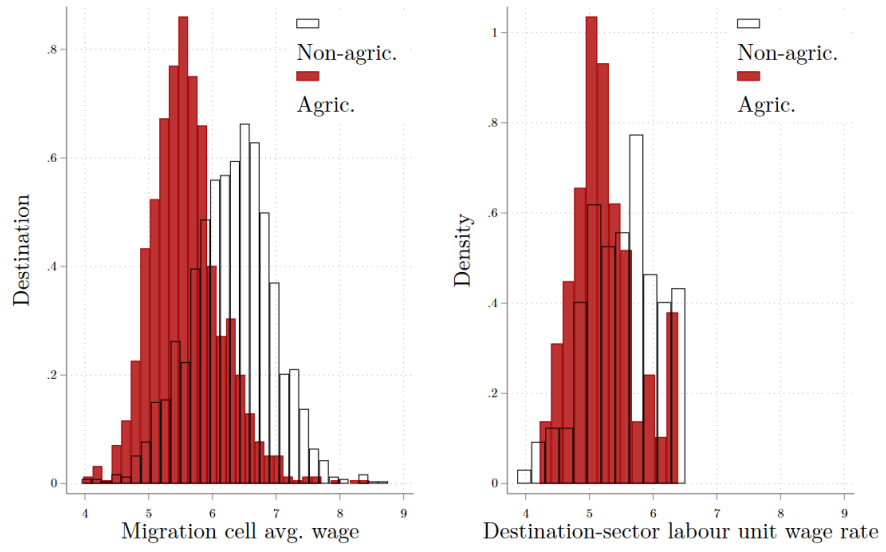 Destination
.8
.6
.4
.2
0
Non-agric.
Agric.
4 5 6 7 8 9
Migration cell avg. wage
Density
1
.8
.6
.4
.2
0
Non-agric.
Agric.
4 5 6 7 8 9
Destination-sector labour unit wage rate